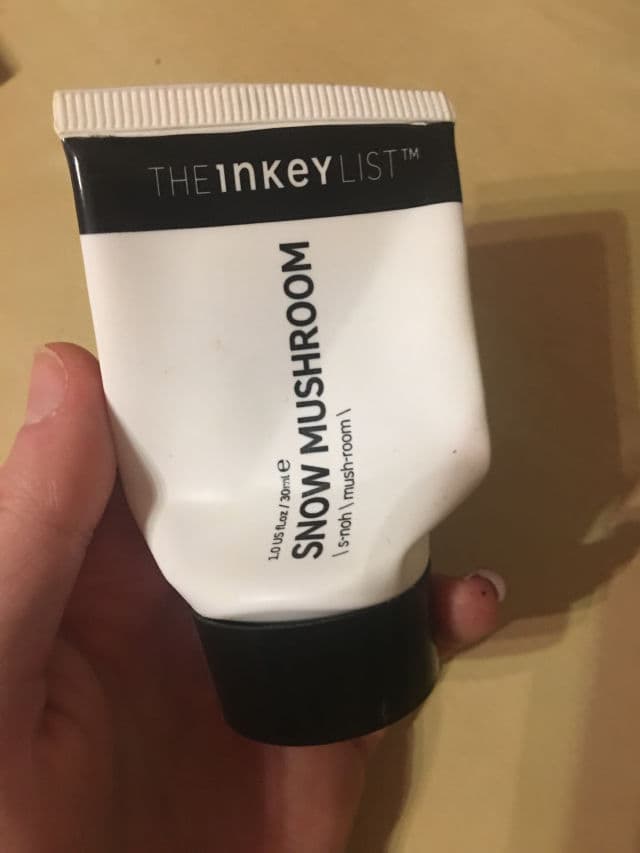 THE INKEY LIST™
SNOW MUSHROOM
\ s-noh \ mush-room \
1.0 US fl.oz / 30ml e